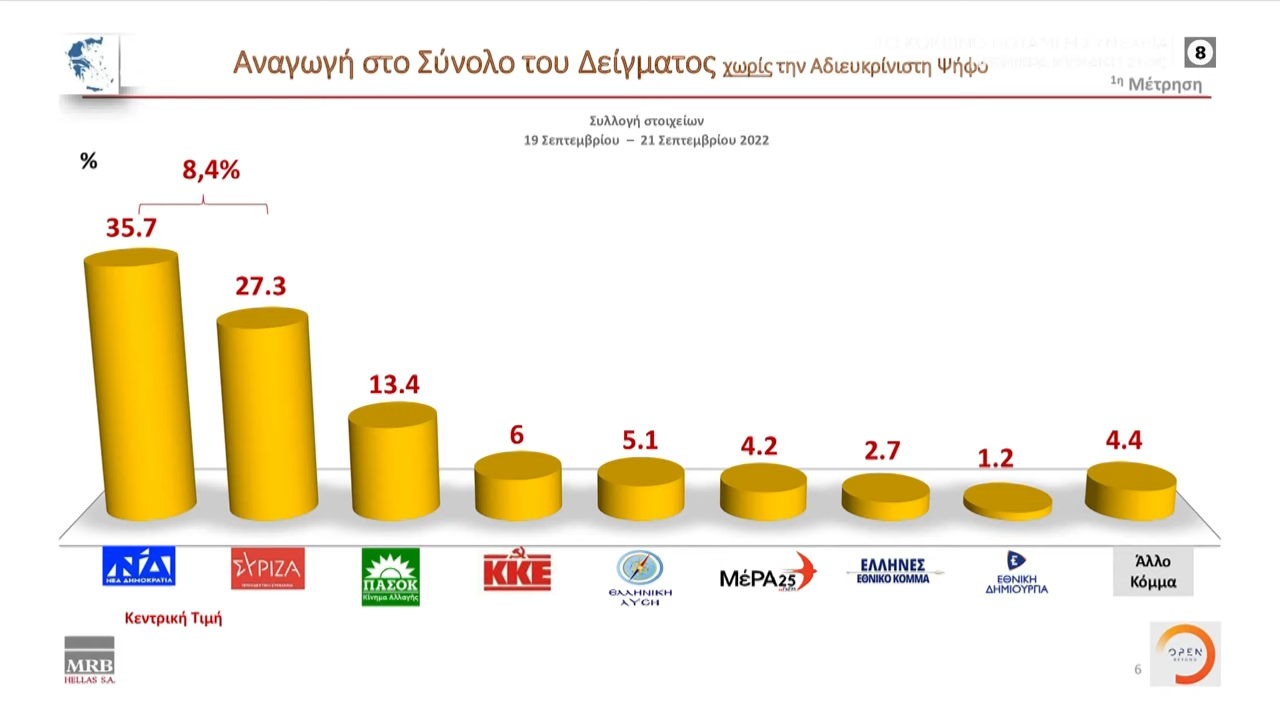 Αναγωγή στο Σύνολο του Δείγματος χωρίς την Αδιευκρίνιστη Ψήφο
8
1η Μέτρηση
Συλλογή στοιχείων
19 Σεπτεμβρίου – 21 Σεπτεμβρίου 2022
%
8,4%
35.7
27.3
13.4
6
5.1
4.2
2.7
1.2
4.4
ΝΔ
ΝΕΑ ΔΗΜΟΚΡΑΤΙΑ
ΣΥΡΙΖΑ
ΠΑΣΟΚ
Κίνημα Αλλαγής
ΚΚΕ
ΕΛΛΗΝΙΚΗ
ΛΥΣΗ
ΜέΡΑ25
ΕΛΛΗΝΕΣ
ΕΘΝΙΚΟ ΚΟΜΜΑ
ΕΘΝΙΚΗ
ΔΗΜΙΟΥΡΓΙΑ
Άλλο
Κόμμα
Κεντρική Τιμή
MRB
HELLAS S.A.
6
OPEN
BEYOND